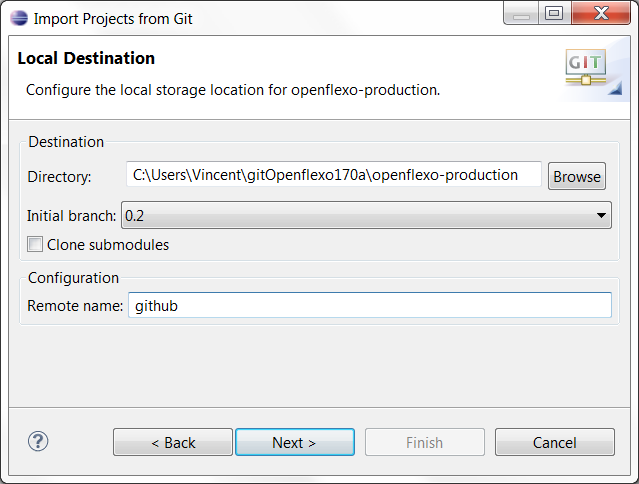 Import Projects from Git
Local Destination
Configure the local storage location for openflexo-production.
GIT
Destination
Directory: C:\Users\Vincent\gitOpenflexo170a\openflexo-production Browse
Initial branch: 0.2
Clone submodules
Configuration
Remote name: github
? < Back Next > Finish Cancel